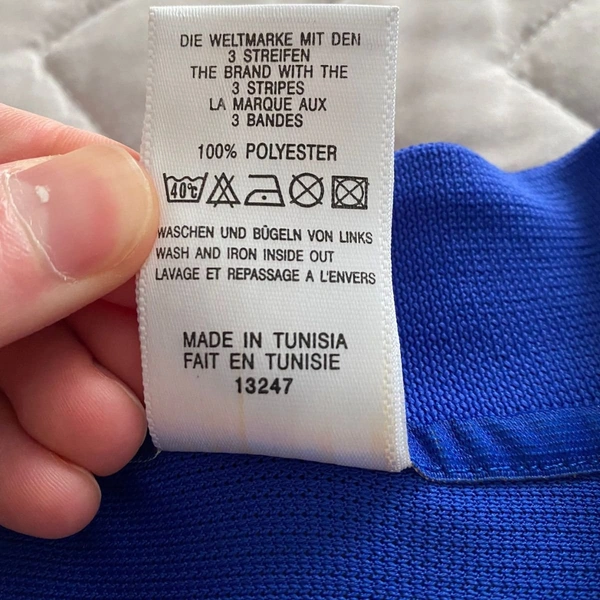 DIE WELTMARKE MIT DEN
3 STREIFEN
THE BRAND WITH THE
3 STRIPES
LA MARQUE AUX
3 BANDES
100% POLYESTER
40°C
WASCHEN UND BÜGELN VON LINKS
WASH AND IRON INSIDE OUT
LAVAGE ET REPASSAGE A L'ENVERS
MADE IN TUNISIA
FAIT EN TUNISIE
13247